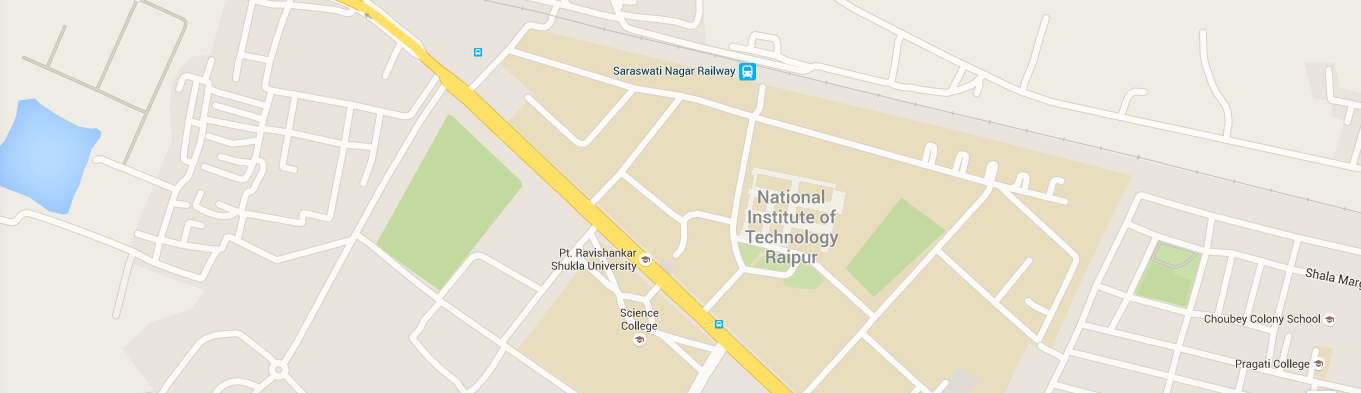 Saraswati Nagar Railway
National
Institute of
Technology
Raipur
Pt. Ravishankar
Shukla University
Science
College
Shala Marg
Choubey Colony School
Pragati College